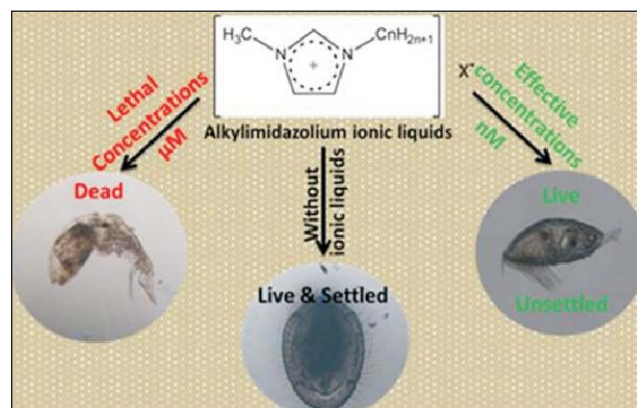 H₃C
CnH₂ₙ₊₁
N
N
+
X⁻
Alkylimidazolium ionic liquids
Lethal
Concentrations
µM
Dead
Without
ionic liquids
Live & Settled
Effective
concentrations
nM
Live
Unsettled